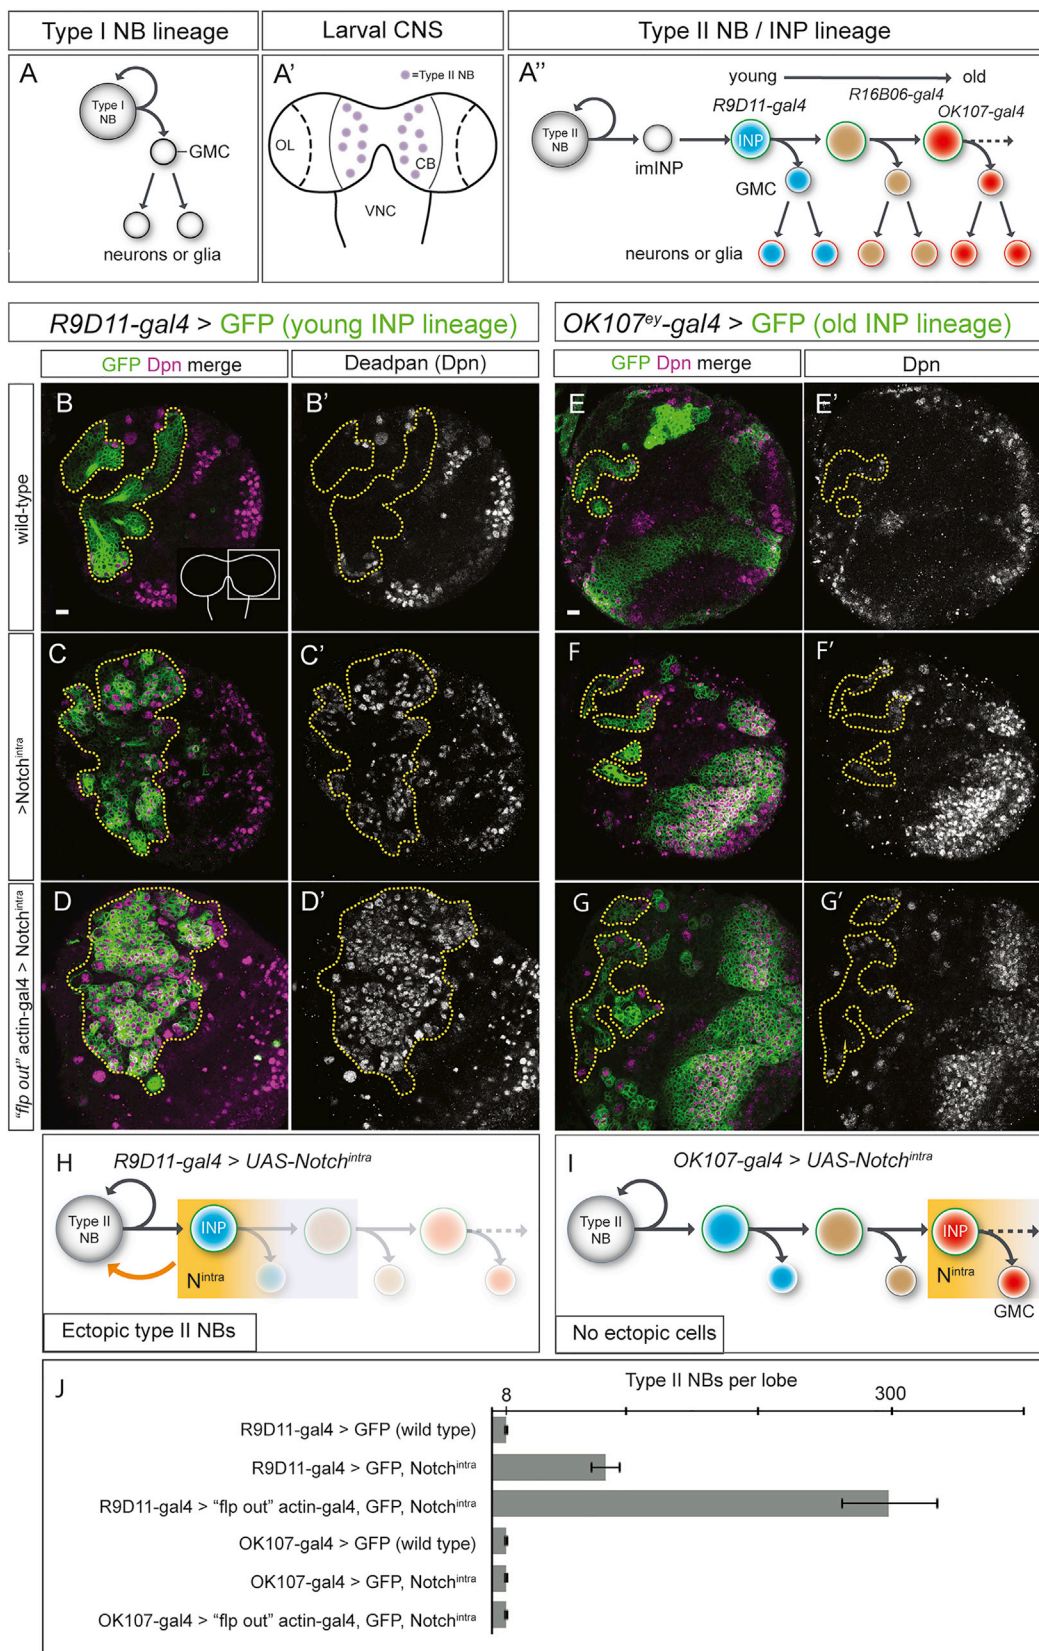 Type I NB lineage
Larval CNS
Type II NB / INP lineage
A
Type I
NB
GMC
neurons or glia
A'
=Type II NB
OL
CB
VNC
A''
young
old
R9D11-gal4
R16B06-gal4
OK107-gal4
Type II
NB
imINP
INP
GMC
neurons or glia
R9D11-gal4 > GFP (young INP lineage)
OK107ey-gal4 > GFP (old INP lineage)
GFP Dpn merge
Deadpan (Dpn)
GFP Dpn merge
Dpn
wild-type
B
B'
E
E'
>Notchintra
C
C'
F
F'
"flp out" actin-gal4 > Notchintra
D
D'
G
G'
H
R9D11-gal4 > UAS-Notchintra
Type II
NB
INP
Nintra
Ectopic type II NBs
I
OK107-gal4 > UAS-Notchintra
Type II
NB
INP
Nintra
GMC
No ectopic cells
J
Type II NBs per lobe
8
300
R9D11-gal4 > GFP (wild type)
R9D11-gal4 > GFP, Notchintra
R9D11-gal4 > “flp out” actin-gal4, GFP, Notchintra
OK107-gal4 > GFP (wild type)
OK107-gal4 > GFP, Notchintra
OK107-gal4 > “flp out” actin-gal4, GFP, Notchintra